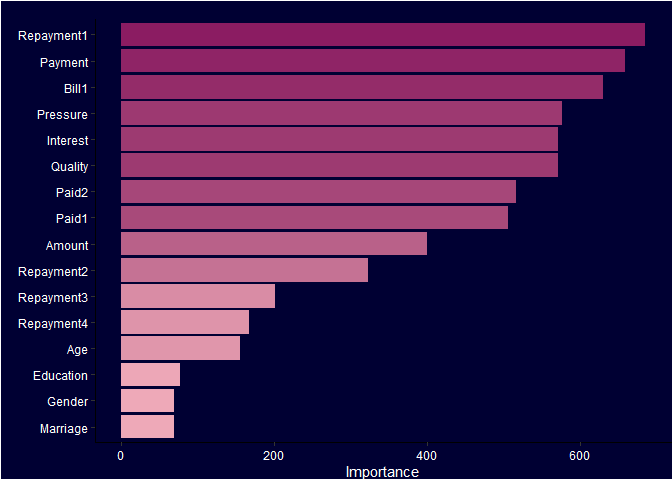 Repayment1
Payment
Bill1
Pressure
Interest
Quality
Paid2
Paid1
Amount
Repayment2
Repayment3
Repayment4
Age
Education
Gender
Marriage
0 200 400 600
Importance